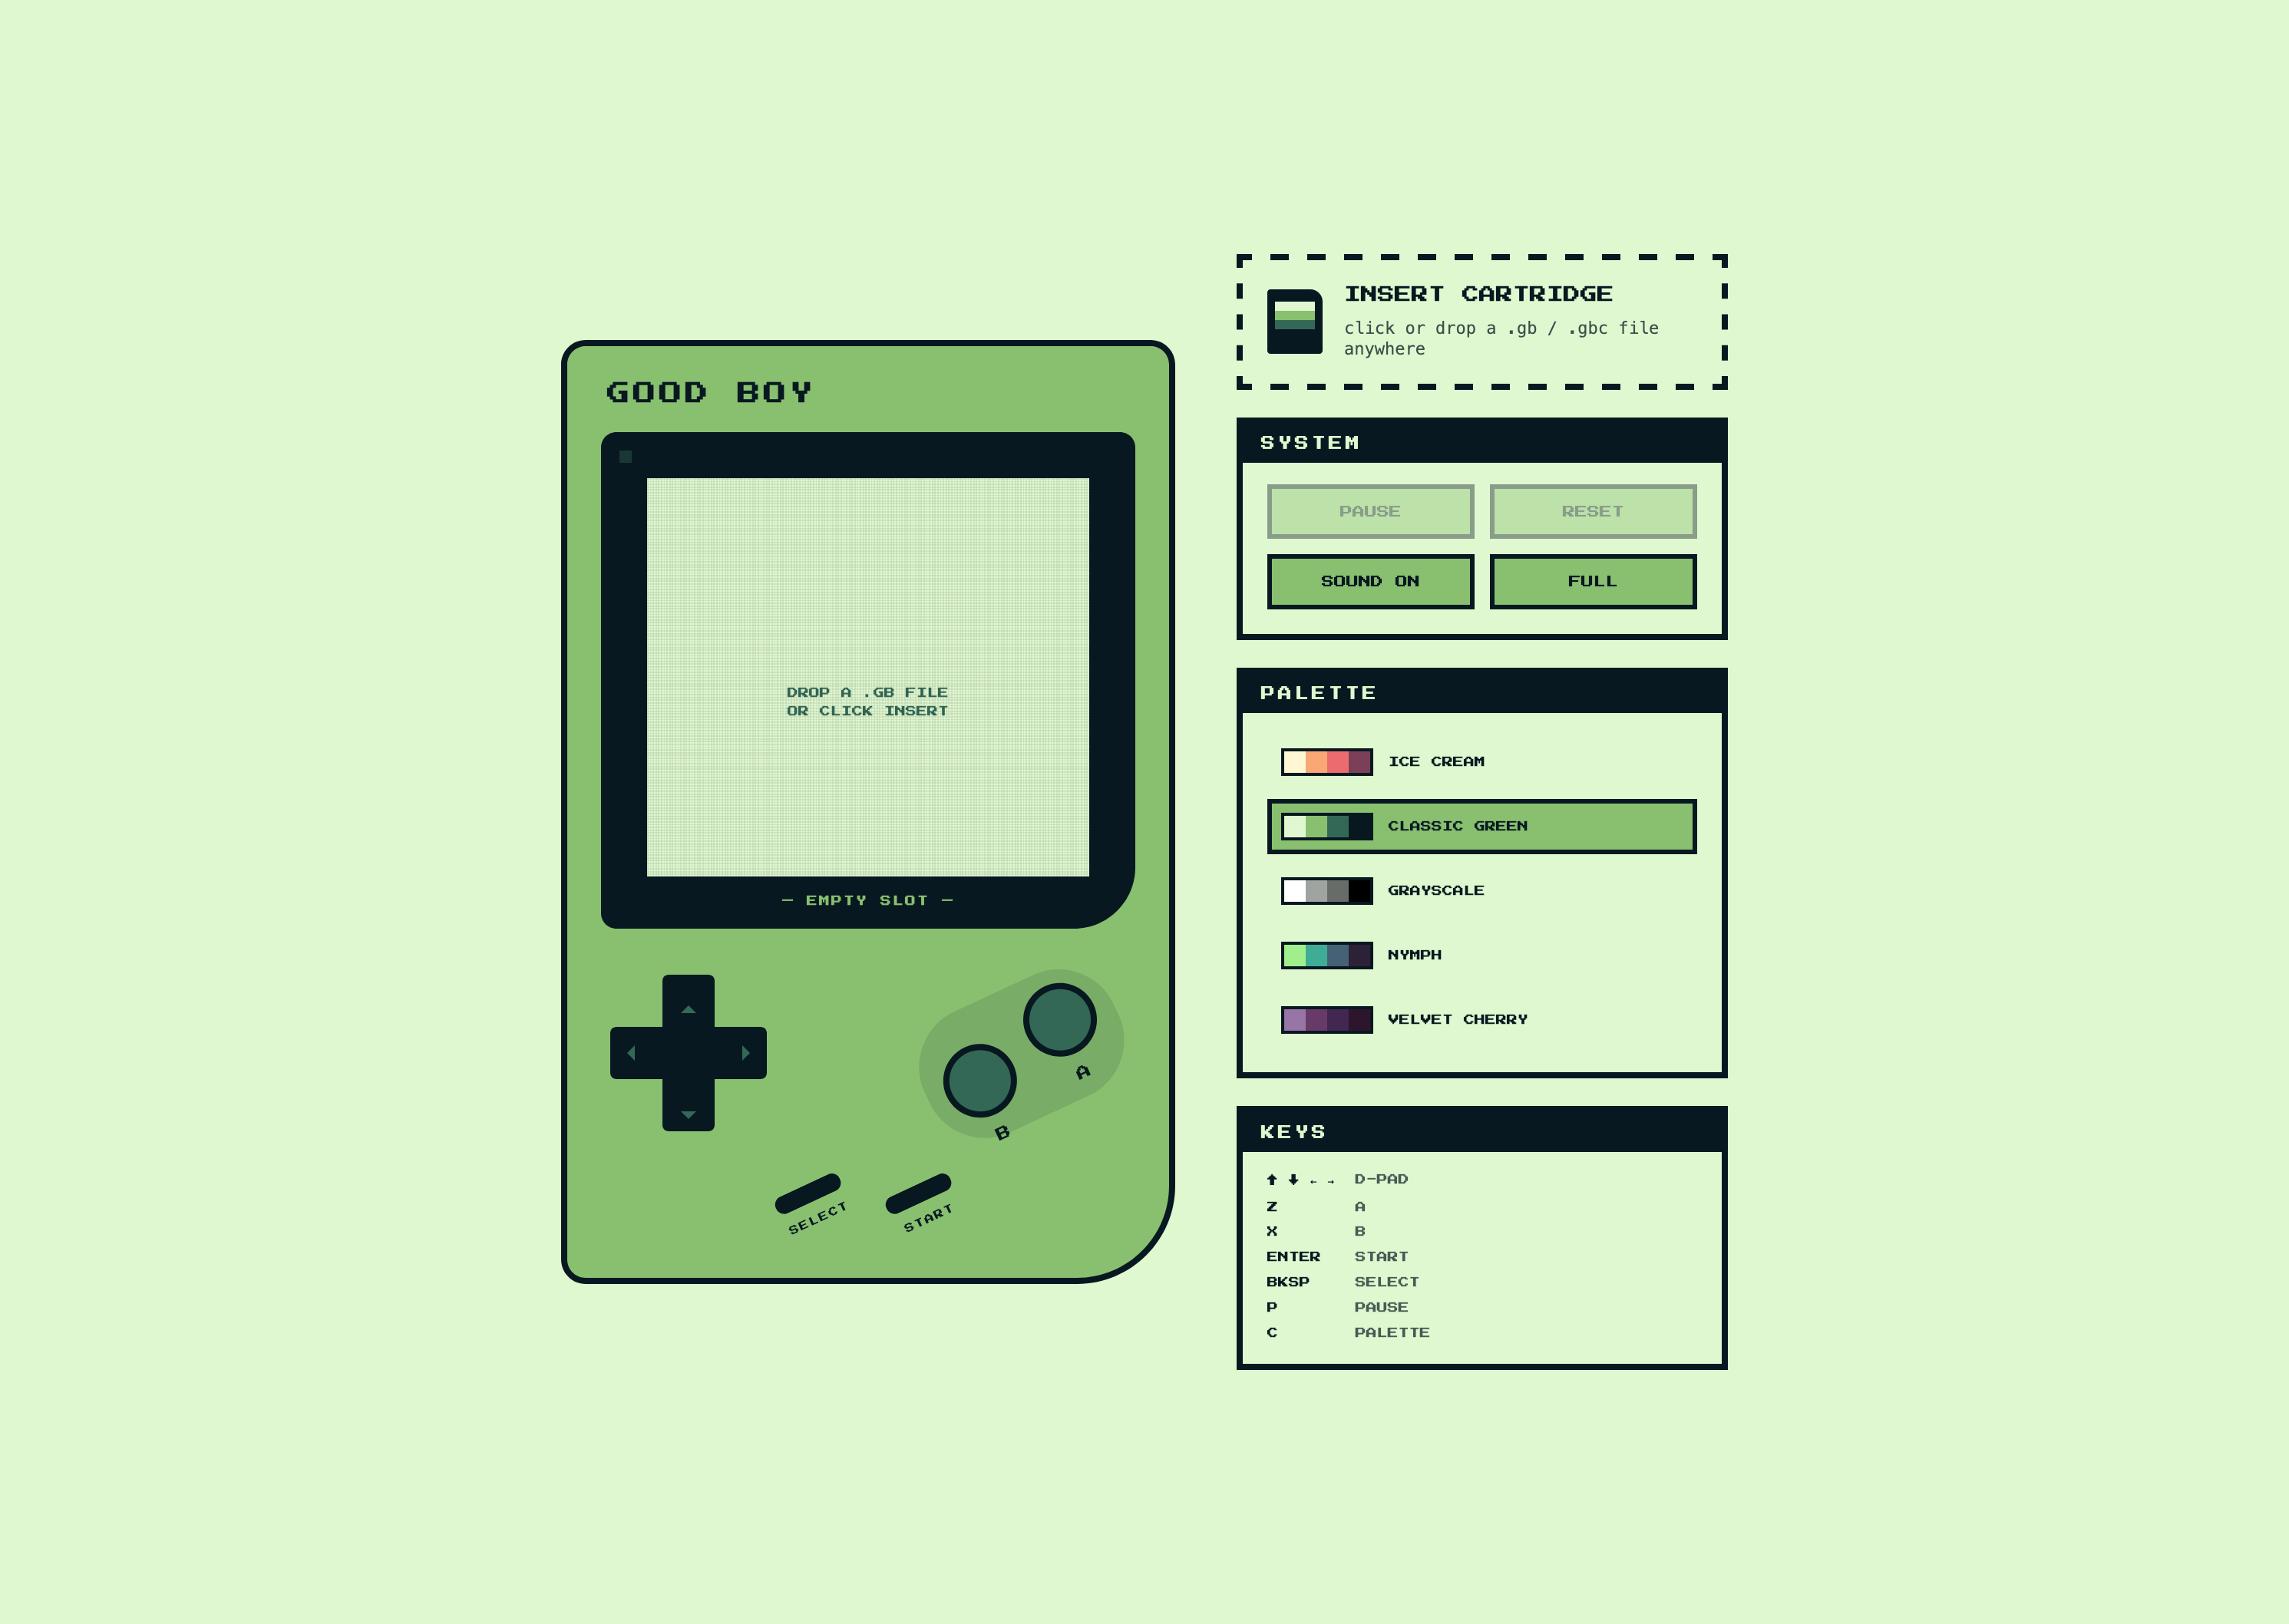 GOOD BOY
DROP A .GB FILE
OR CLICK INSERT
— EMPTY SLOT —
A
B
SELECT
START
INSERT CARTRIDGE
click or drop a .gb / .gbc file
anywhere
SYSTEM
PAUSE
RESET
SOUND ON
FULL
PALETTE
ICE CREAM
CLASSIC GREEN
GRAYSCALE
NYMPH
VELVET CHERRY
KEYS
↑ ↓ ← → D-PAD
Z A
X B
ENTER START
BKSP SELECT
P PAUSE
C PALETTE